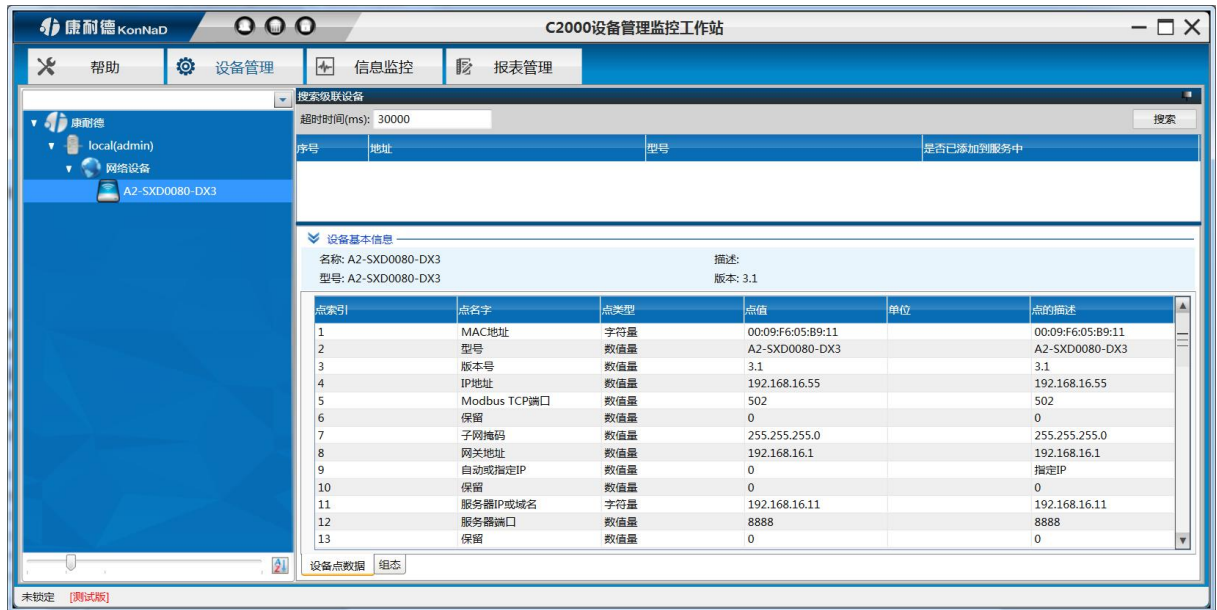 康耐德 KonNaD
C2000设备管理监控工作站
帮助 设备管理 信息监控 报表管理
康耐德
local(admin)
网络设备
A2-SXD0080-DX3
搜索级联设备
超时时间(ms): 30000 搜索
序号 地址 型号 是否已添加到服务中
设备基本信息
名称: A2-SXD0080-DX3 描述:
型号: A2-SXD0080-DX3 版本: 3.1
点索引 点名字 点类型 点值 单位 点的描述
1 MAC地址 字符量 00:09:F6:05:B9:11 00:09:F6:05:B9:11
2 型号 数值量 A2-SXD0080-DX3 A2-SXD0080-DX3
3 版本号 数值量 3.1 3.1
4 IP地址 数值量 192.168.16.55 192.168.16.55
5 Modbus TCP端口 数值量 502 502
6 保留 数值量 0 0
7 子网掩码 数值量 255.255.255.0 255.255.255.0
8 网关地址 数值量 192.168.16.1 192.168.16.1
9 自动或指定IP 数值量 0 指定IP
10 保留 数值量 0 0
11 服务器IP或域名 字符量 192.168.16.11 192.168.16.11
12 服务器端口 数值量 8888 8888
13 保留 数值量 0 0
设备点数据 组态
未锁定 [测试版]